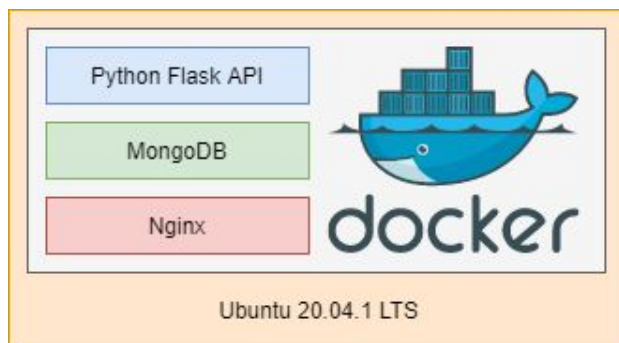 Python Flask API
MongoDB
Nginx
docker
Ubuntu 20.04.1 LTS